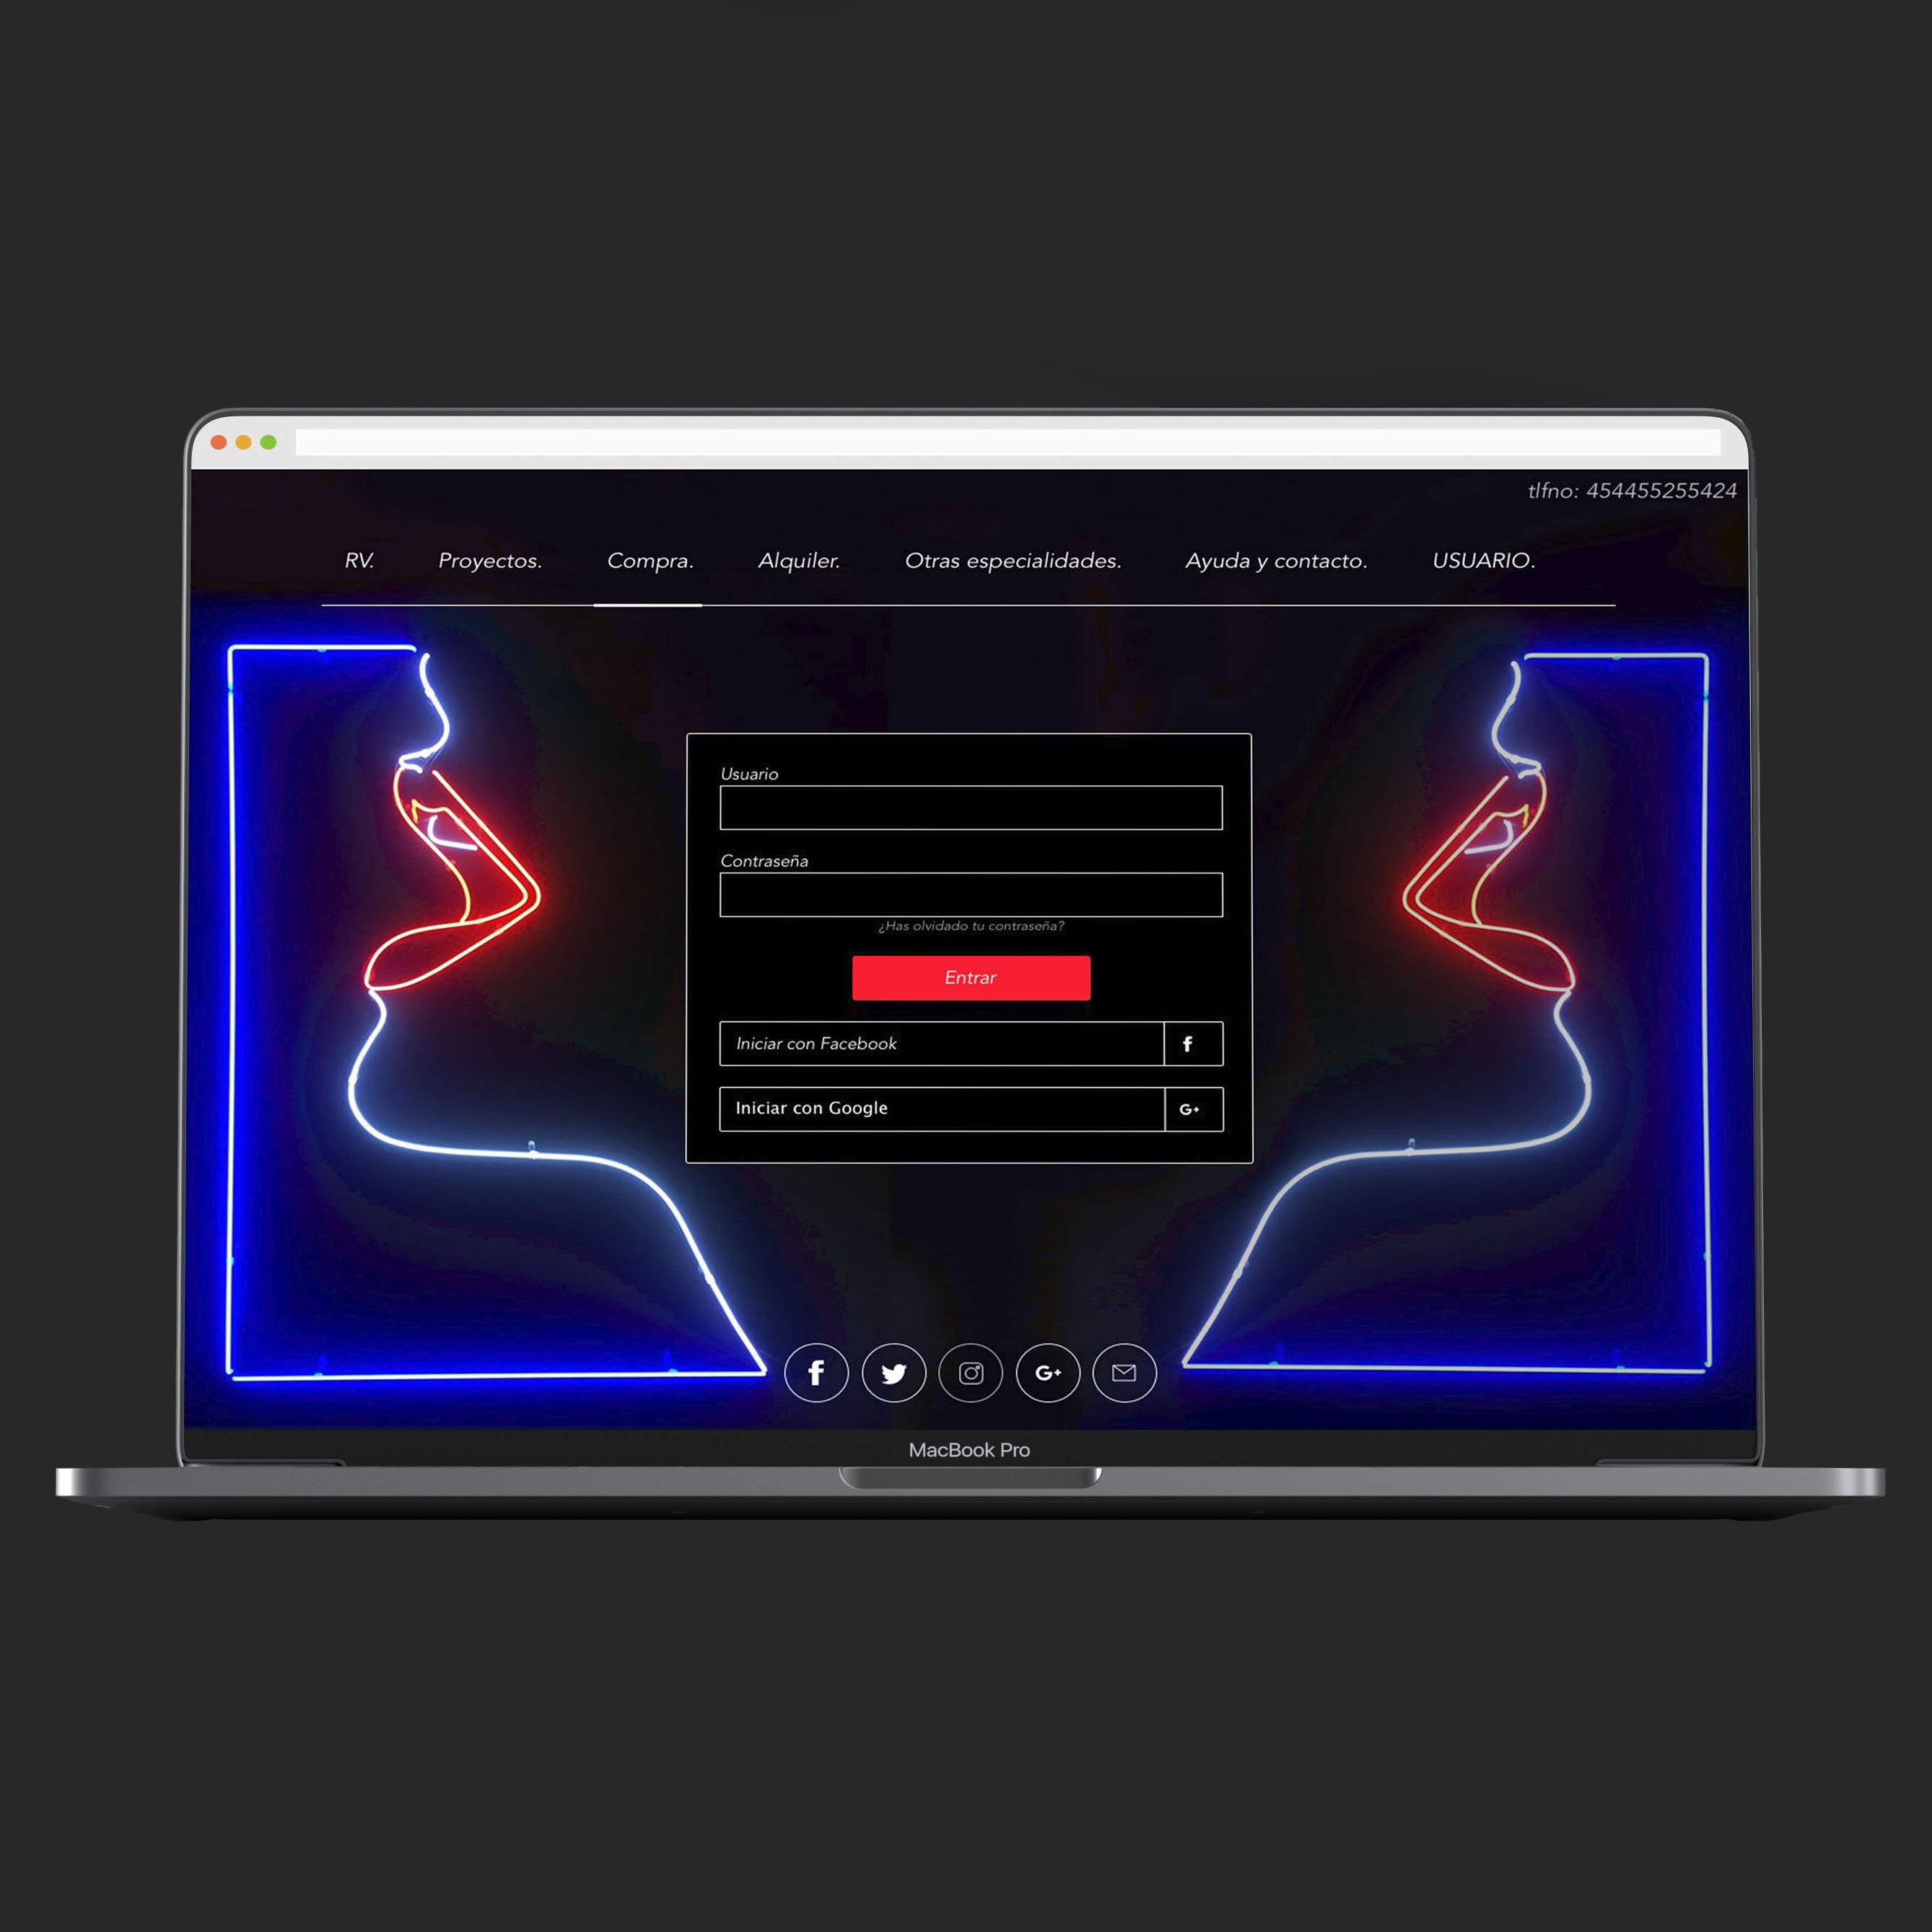 tlfno: 454455255424
RV. Proyectos. Compra. Alquiler. Otras especialidades. Ayuda y contacto. USUARIO.
Usuario
Contraseña
¿Has olvidado tu contraseña?
Entrar
Iniciar con Facebook f
Iniciar con Google G+
f G+
MacBook Pro